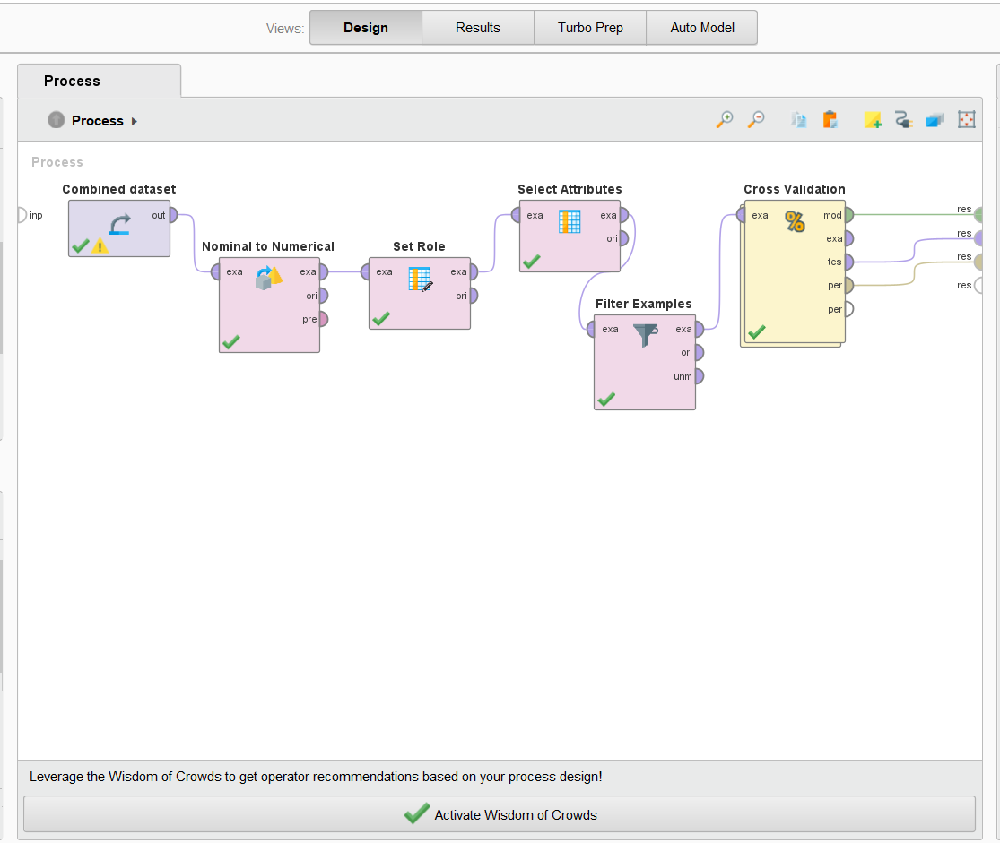 Views: Design Results Turbo Prep Auto Model
Process
Process
Process
Combined dataset
inp
out
Nominal to Numerical
exa exa
ori
pre
Set Role
exa exa
ori
Select Attributes
exa exa
ori
Filter Examples
exa exa
ori
unm
Cross Validation
exa mod
exa
tes
per
per
%
res
res
res
res
Leverage the Wisdom of Crowds to get operator recommendations based on your process design!
Activate Wisdom of Crowds